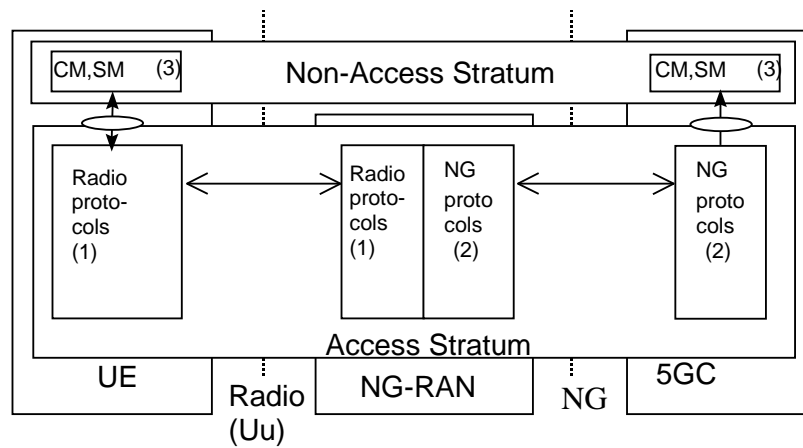 CM,SM (3)
Non-Access Stratum
CM,SM (3)
Radio
proto-
cols
(1)
Radio
proto-
cols
(1)
NG
proto
cols
(2)
NG
proto
cols
(2)
Access Stratum
UE
Radio
(Uu)
NG-RAN
NG
5GC